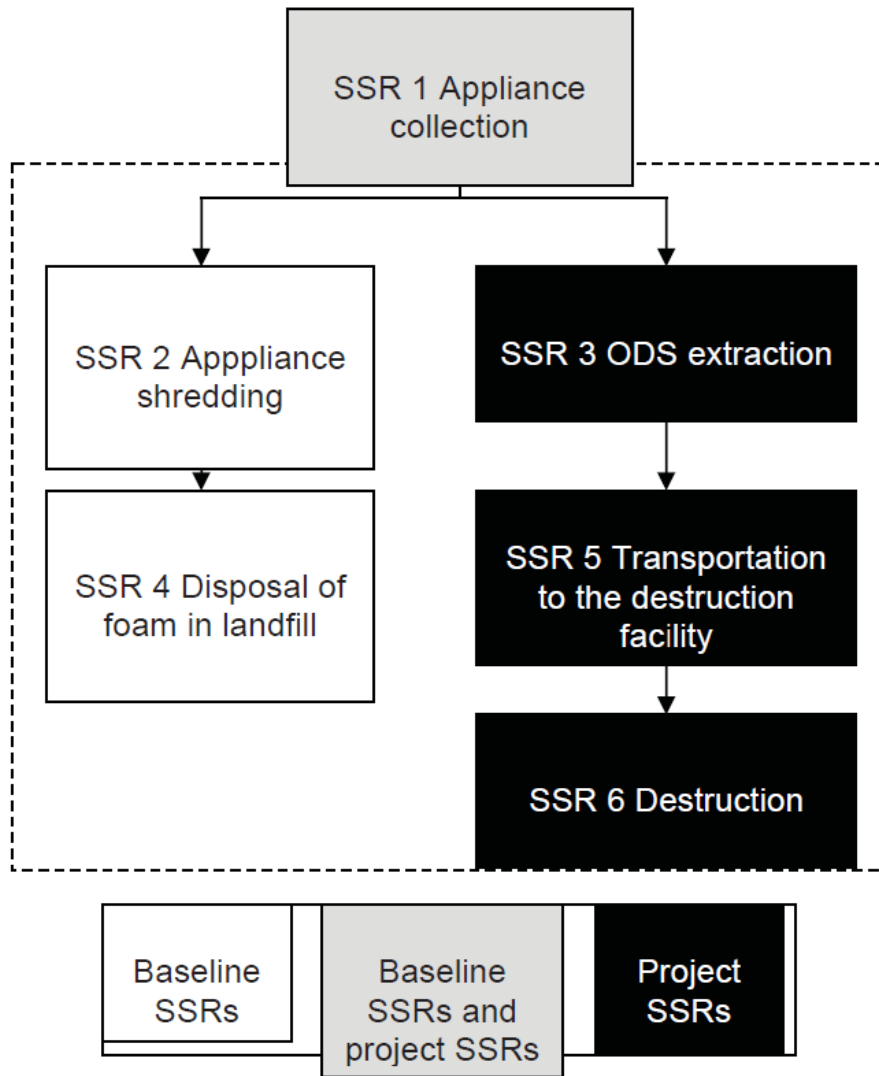 SSR 1 Appliance
collection
SSR 2 Apppliance
shredding
SSR 3 ODS extraction
SSR 4 Disposal of
foam in landfill
SSR 5 Transportation
to the destruction
facility
SSR 6 Destruction
Baseline
SSRs
Baseline
SSRs and
project SSRs
Project
SSRs